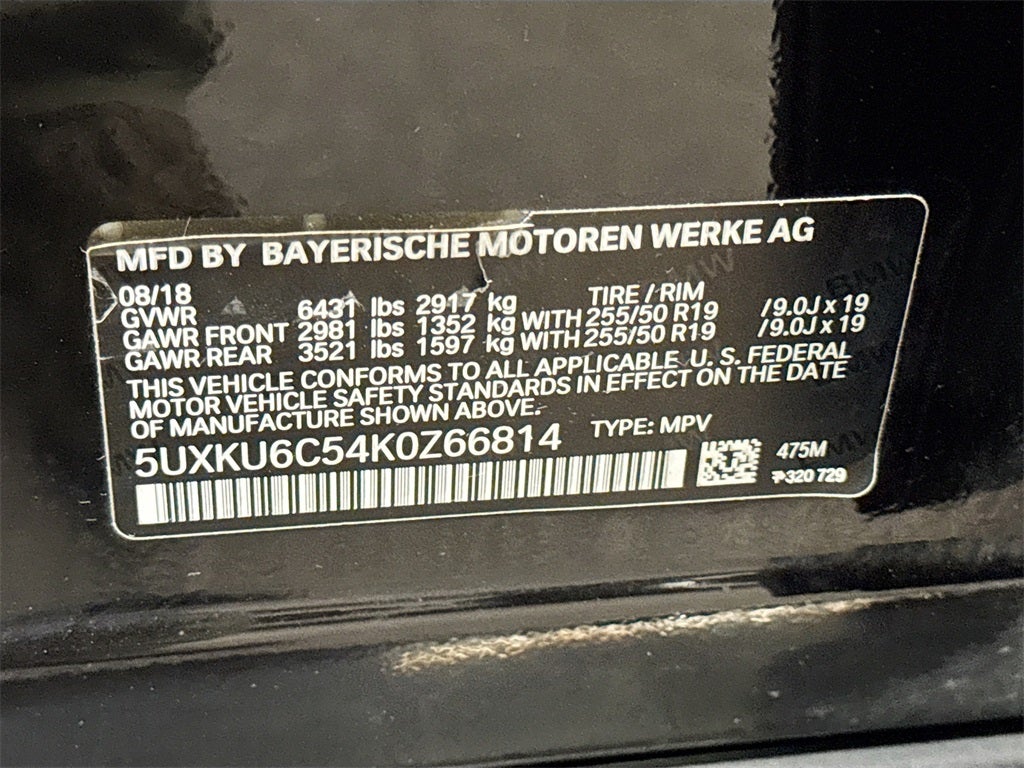 MFD BY BAYERISCHE MOTOREN WERKE AG
08/18 TIRE / RIM
GVWR 6431 lbs 2917 kg
GAWR FRONT 2981 lbs 1352 kg WITH 255/50 R19 /9.0J x 19
GAWR REAR 3521 lbs 1597 kg WITH 255/50 R19 /9.0J x 19
THIS VEHICLE CONFORMS TO ALL APPLICABLE U. S. FEDERAL
MOTOR VEHICLE SAFETY STANDARDS IN EFFECT ON THE DATE
OF MANUFACTURE SHOWN ABOVE.
5UXKU6C54K0Z66814 TYPE: MPV
475M
320 729
BMW
BMW